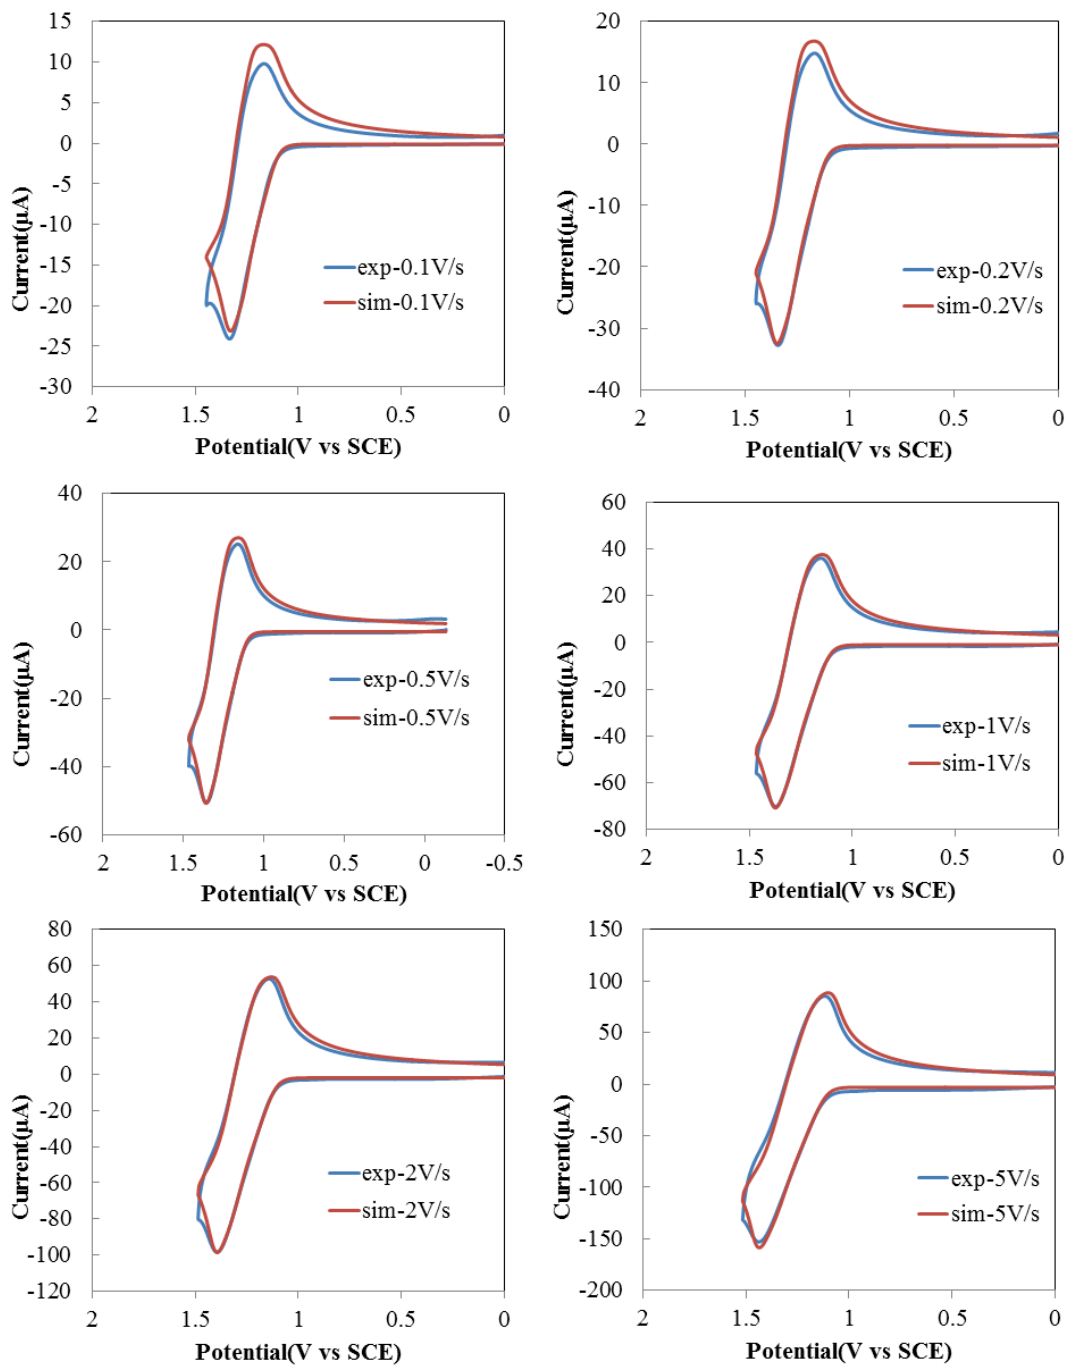 15
10
5
0
-5
-10
-15
-20
-25
-30
Current(µA)
exp-0.1V/s
sim-0.1V/s
2 1.5 1 0.5 0
Potential(V vs SCE)
20
10
0
-10
-20
-30
-40
Current(µA)
exp-0.2V/s
sim-0.2V/s
2 1.5 1 0.5 0
Potential(V vs SCE)
40
20
0
-20
-40
-60
Current(µA)
exp-0.5V/s
sim-0.5V/s
2 1.5 1 0.5 0 -0.5
Potential(V vs SCE)
60
40
20
0
-20
-40
-60
-80
Current(µA)
exp-1V/s
sim-1V/s
2 1.5 1 0.5 0
Potential(V vs SCE)
80
60
40
20
0
-20
-40
-60
-80
-100
-120
Current(µA)
exp-2V/s
sim-2V/s
2 1.5 1 0.5 0
Potential(V vs SCE)
150
100
50
0
-50
-100
-150
-200
Current(µA)
exp-5V/s
sim-5V/s
2 1.5 1 0.5 0
Potential(V vs SCE)